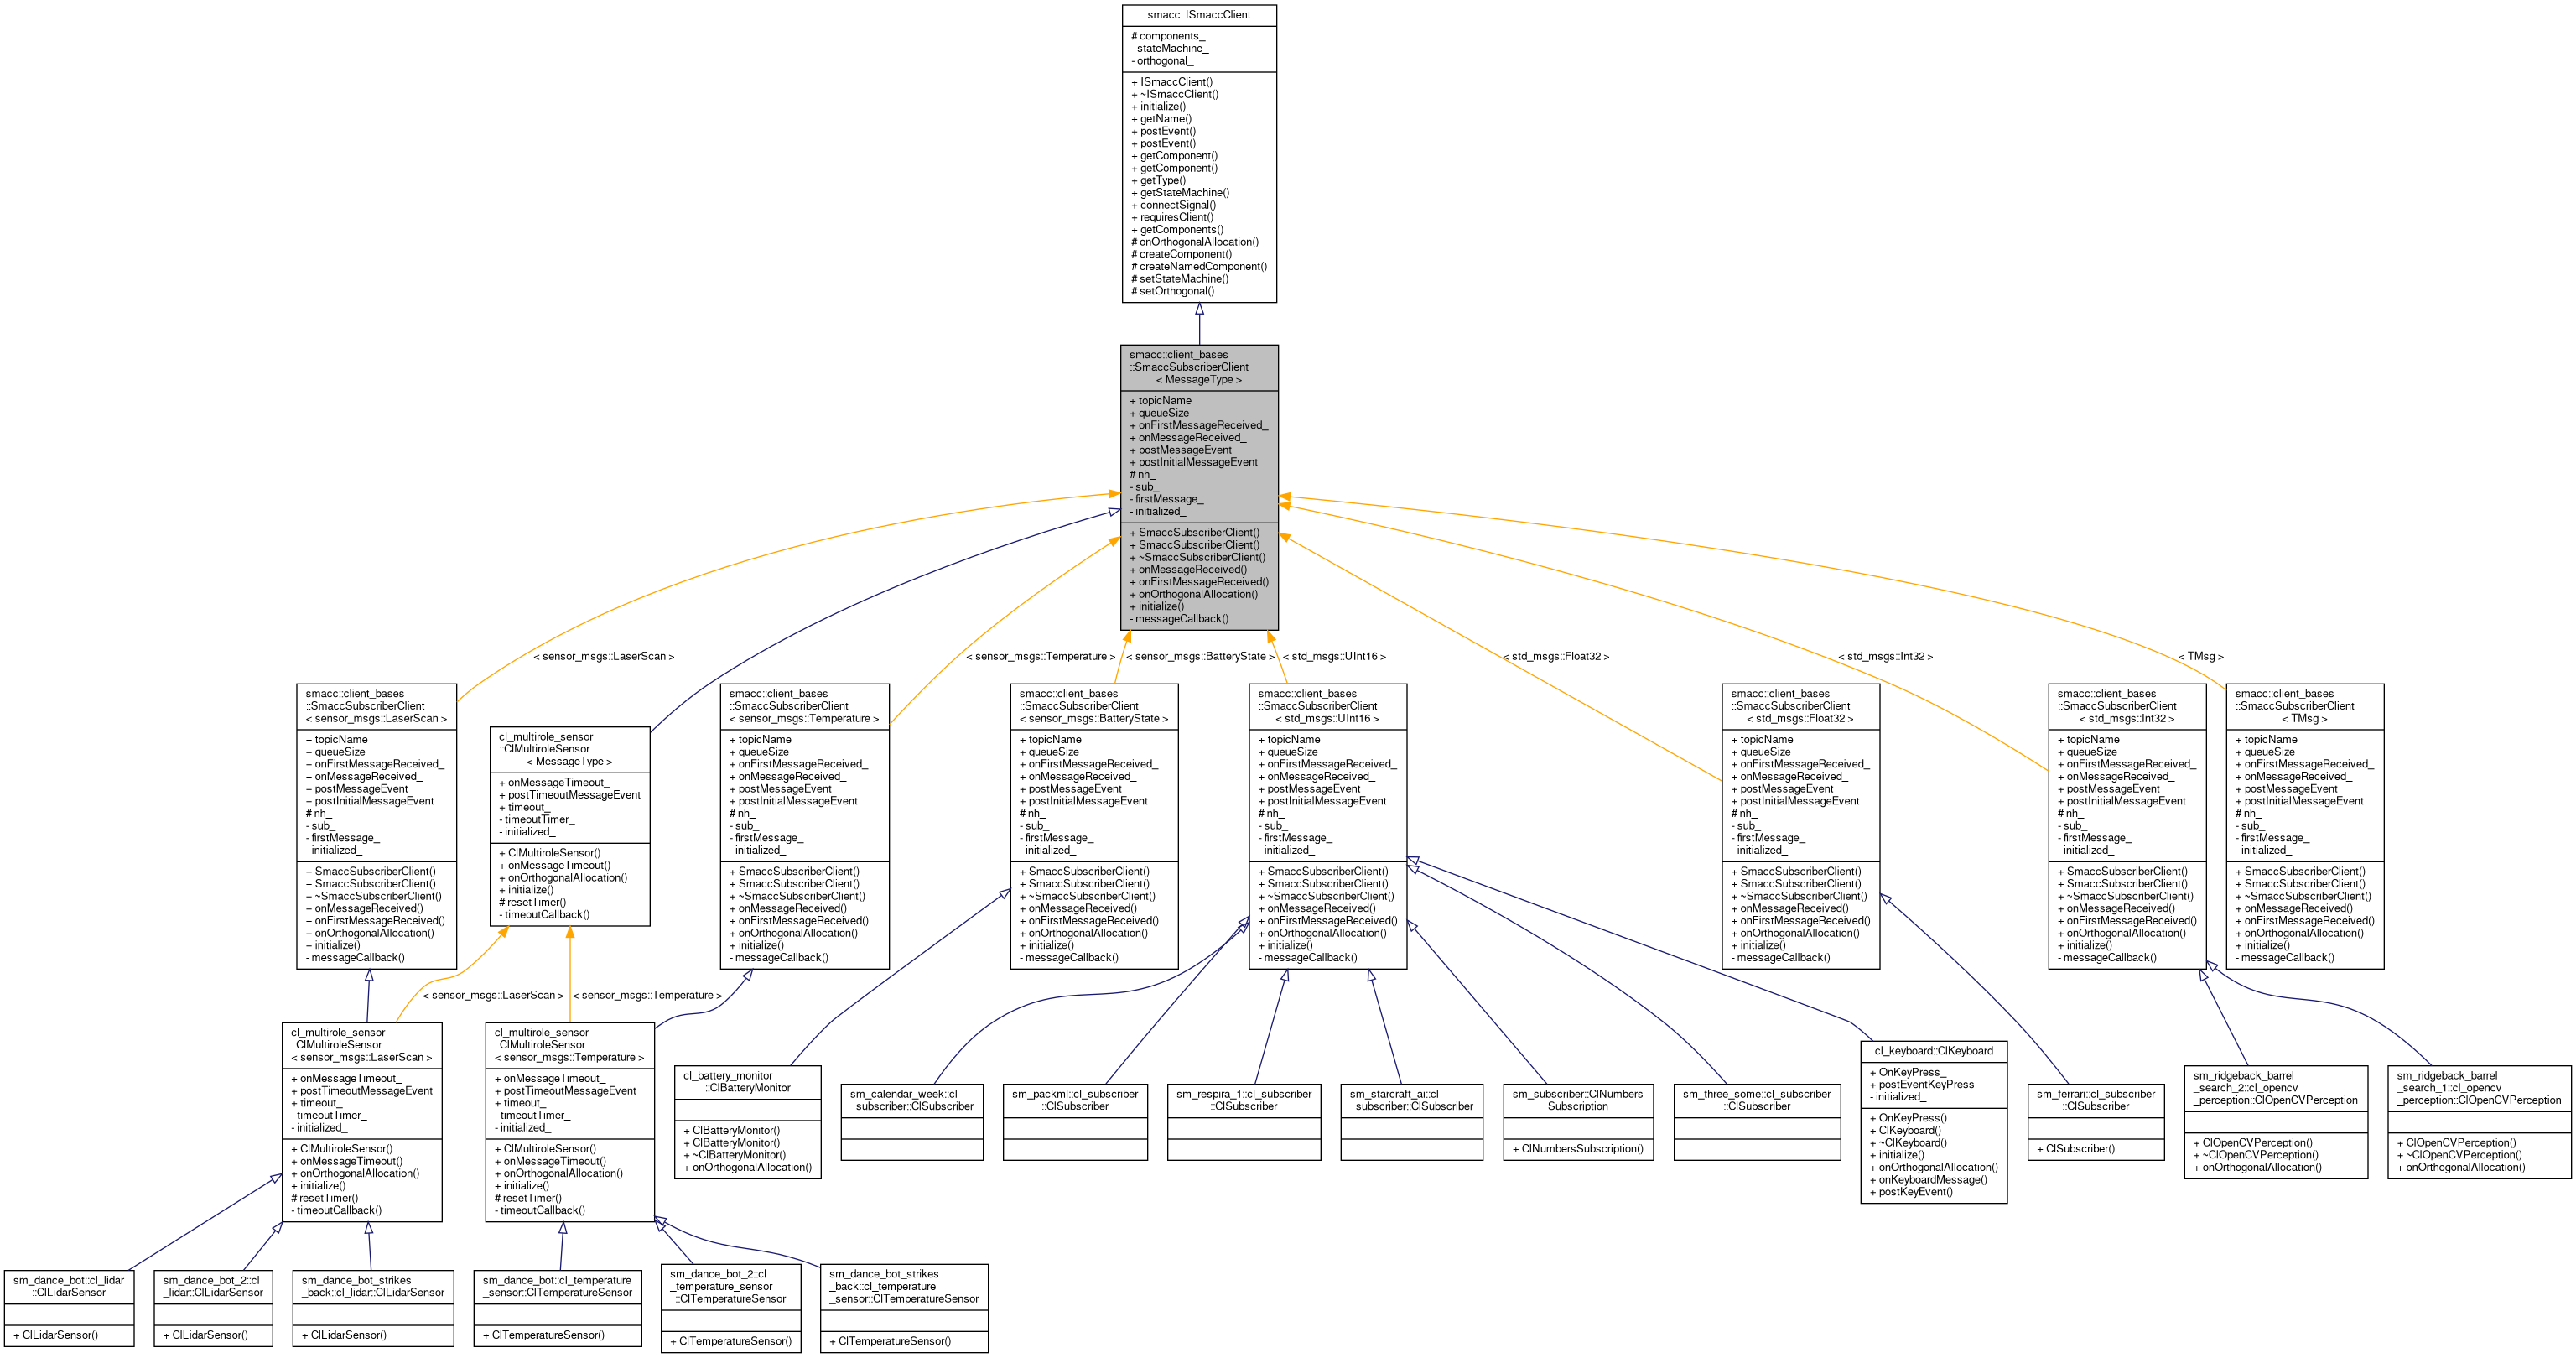 smacc::ISmaccClient
# components_
- stateMachine_
- orthogonal_
+ ISmaccClient()
+ ~ISmaccClient()
+ initialize()
+ getName()
+ postEvent()
+ postEvent()
+ getComponent()
+ getComponent()
+ getType()
+ getStateMachine()
+ connectSignal()
+ requiresClient()
+ getComponents()
# onOrthogonalAllocation()
# createComponent()
# createNamedComponent()
# setStateMachine()
# setOrthogonal()
smacc::client_bases
::SmaccSubscriberClient
< MessageType >
+ topicName
+ queueSize
+ onFirstMessageReceived_
+ onMessageReceived_
+ postMessageEvent
+ postInitialMessageEvent
# nh_
- sub_
- firstMessage_
- initialized_
+ SmaccSubscriberClient()
+ SmaccSubscriberClient()
+ ~SmaccSubscriberClient()
+ onMessageReceived()
+ onFirstMessageReceived()
+ onOrthogonalAllocation()
+ initialize()
- messageCallback()
< sensor_msgs::LaserScan >
< sensor_msgs::Temperature >
< sensor_msgs::BatteryState >
< std_msgs::UInt16 >
< std_msgs::Float32 >
< std_msgs::Int32 >
< TMsg >
smacc::client_bases
::SmaccSubscriberClient
< sensor_msgs::LaserScan >
+ topicName
+ queueSize
+ onFirstMessageReceived_
+ onMessageReceived_
+ postMessageEvent
+ postInitialMessageEvent
# nh_
- sub_
- firstMessage_
- initialized_
+ SmaccSubscriberClient()
+ SmaccSubscriberClient()
+ ~SmaccSubscriberClient()
+ onMessageReceived()
+ onFirstMessageReceived()
+ onOrthogonalAllocation()
+ initialize()
- messageCallback()
cl_multirole_sensor
::ClMultiroleSensor
< MessageType >
+ onMessageTimeout_
+ postTimeoutMessageEvent
+ timeout_
- timeoutTimer_
- initialized_
+ ClMultiroleSensor()
+ onMessageTimeout()
+ onOrthogonalAllocation()
+ initialize()
# resetTimer()
- timeoutCallback()
smacc::client_bases
::SmaccSubscriberClient
< sensor_msgs::Temperature >
+ topicName
+ queueSize
+ onFirstMessageReceived_
+ onMessageReceived_
+ postMessageEvent
+ postInitialMessageEvent
# nh_
- sub_
- firstMessage_
- initialized_
+ SmaccSubscriberClient()
+ SmaccSubscriberClient()
+ ~SmaccSubscriberClient()
+ onMessageReceived()
+ onFirstMessageReceived()
+ onOrthogonalAllocation()
+ initialize()
- messageCallback()
smacc::client_bases
::SmaccSubscriberClient
< sensor_msgs::BatteryState >
+ topicName
+ queueSize
+ onFirstMessageReceived_
+ onMessageReceived_
+ postMessageEvent
+ postInitialMessageEvent
# nh_
- sub_
- firstMessage_
- initialized_
+ SmaccSubscriberClient()
+ SmaccSubscriberClient()
+ ~SmaccSubscriberClient()
+ onMessageReceived()
+ onFirstMessageReceived()
+ onOrthogonalAllocation()
+ initialize()
- messageCallback()
smacc::client_bases
::SmaccSubscriberClient
< std_msgs::UInt16 >
+ topicName
+ queueSize
+ onFirstMessageReceived_
+ onMessageReceived_
+ postMessageEvent
+ postInitialMessageEvent
# nh_
- sub_
- firstMessage_
- initialized_
+ SmaccSubscriberClient()
+ SmaccSubscriberClient()
+ ~SmaccSubscriberClient()
+ onMessageReceived()
+ onFirstMessageReceived()
+ onOrthogonalAllocation()
+ initialize()
- messageCallback()
smacc::client_bases
::SmaccSubscriberClient
< std_msgs::Float32 >
+ topicName
+ queueSize
+ onFirstMessageReceived_
+ onMessageReceived_
+ postMessageEvent
+ postInitialMessageEvent
# nh_
- sub_
- firstMessage_
- initialized_
+ SmaccSubscriberClient()
+ SmaccSubscriberClient()
+ ~SmaccSubscriberClient()
+ onMessageReceived()
+ onFirstMessageReceived()
+ onOrthogonalAllocation()
+ initialize()
- messageCallback()
smacc::client_bases
::SmaccSubscriberClient
< std_msgs::Int32 >
+ topicName
+ queueSize
+ onFirstMessageReceived_
+ onMessageReceived_
+ postMessageEvent
+ postInitialMessageEvent
# nh_
- sub_
- firstMessage_
- initialized_
+ SmaccSubscriberClient()
+ SmaccSubscriberClient()
+ ~SmaccSubscriberClient()
+ onMessageReceived()
+ onFirstMessageReceived()
+ onOrthogonalAllocation()
+ initialize()
- messageCallback()
smacc::client_bases
::SmaccSubscriberClient
< TMsg >
+ topicName
+ queueSize
+ onFirstMessageReceived_
+ onMessageReceived_
+ postMessageEvent
+ postInitialMessageEvent
# nh_
- sub_
- firstMessage_
- initialized_
+ SmaccSubscriberClient()
+ SmaccSubscriberClient()
+ ~SmaccSubscriberClient()
+ onMessageReceived()
+ onFirstMessageReceived()
+ onOrthogonalAllocation()
+ initialize()
- messageCallback()
< sensor_msgs::LaserScan >
< sensor_msgs::Temperature >
cl_multirole_sensor
::ClMultiroleSensor
< sensor_msgs::LaserScan >
+ onMessageTimeout_
+ postTimeoutMessageEvent
+ timeout_
- timeoutTimer_
- initialized_
+ ClMultiroleSensor()
+ onMessageTimeout()
+ onOrthogonalAllocation()
+ initialize()
# resetTimer()
- timeoutCallback()
cl_multirole_sensor
::ClMultiroleSensor
< sensor_msgs::Temperature >
+ onMessageTimeout_
+ postTimeoutMessageEvent
+ timeout_
- timeoutTimer_
- initialized_
+ ClMultiroleSensor()
+ onMessageTimeout()
+ onOrthogonalAllocation()
+ initialize()
# resetTimer()
- timeoutCallback()
cl_battery_monitor
::ClBatteryMonitor
+ ClBatteryMonitor()
+ ClBatteryMonitor()
+ ~ClBatteryMonitor()
+ onOrthogonalAllocation()
sm_calendar_week::cl
_subscriber::ClSubscriber
sm_packml::cl_subscriber
::ClSubscriber
sm_respira_1::cl_subscriber
::ClSubscriber
sm_starcraft_ai::cl
_subscriber::ClSubscriber
sm_subscriber::ClNumbers
Subscription
+ ClNumbersSubscription()
sm_three_some::cl_subscriber
::ClSubscriber
cl_keyboard::ClKeyboard
+ OnKeyPress_
+ postEventKeyPress
- initialized_
+ OnKeyPress()
+ ClKeyboard()
+ ~ClKeyboard()
+ initialize()
+ onOrthogonalAllocation()
+ onKeyboardMessage()
+ postKeyEvent()
sm_ferrari::cl_subscriber
::ClSubscriber
+ ClSubscriber()
sm_ridgeback_barrel
_search_2::cl_opencv
_perception::ClOpenCVPerception
+ ClOpenCVPerception()
+ ~ClOpenCVPerception()
+ onOrthogonalAllocation()
sm_ridgeback_barrel
_search_1::cl_opencv
_perception::ClOpenCVPerception
+ ClOpenCVPerception()
+ ~ClOpenCVPerception()
+ onOrthogonalAllocation()
sm_dance_bot::cl_lidar
::ClLidarSensor
+ ClLidarSensor()
sm_dance_bot_2::cl
_lidar::ClLidarSensor
+ ClLidarSensor()
sm_dance_bot_strikes
_back::cl_lidar::ClLidarSensor
+ ClLidarSensor()
sm_dance_bot::cl_temperature
_sensor::ClTemperatureSensor
+ ClTemperatureSensor()
sm_dance_bot_2::cl
_temperature_sensor
::ClTemperatureSensor
+ ClTemperatureSensor()
sm_dance_bot_strikes
_back::cl_temperature
_sensor::ClTemperatureSensor
+ ClTemperatureSensor()